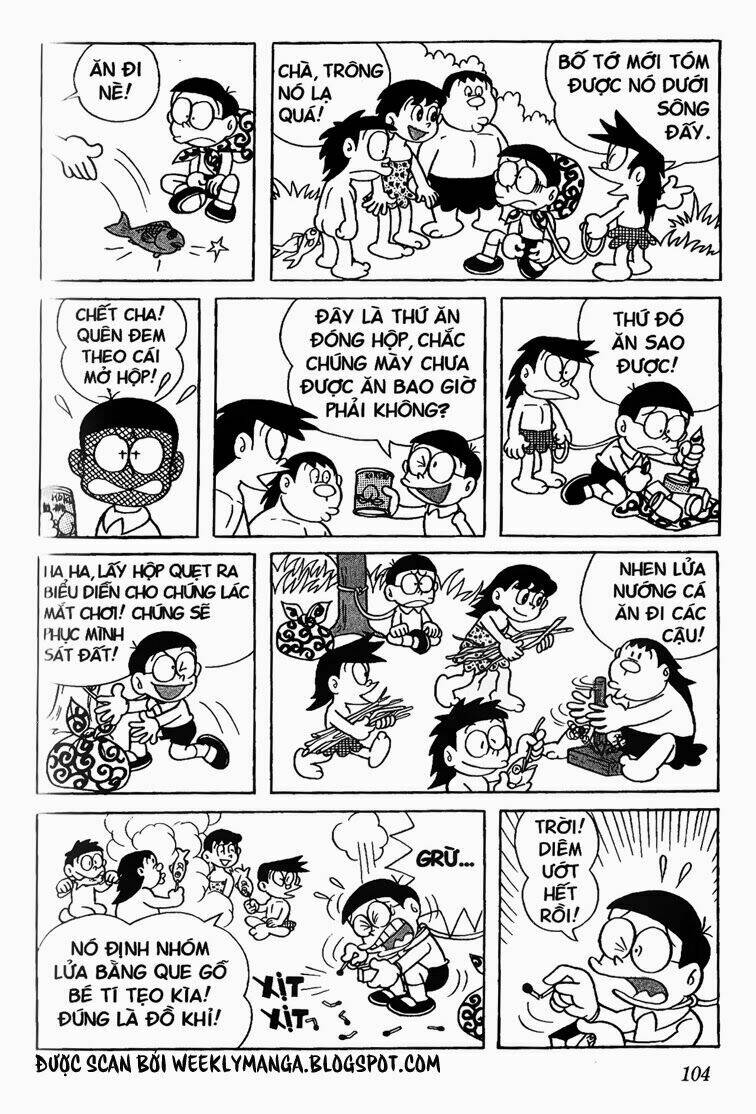 BỐ TỚ MỚI TÓM
ĐƯỢC NÓ DƯỚI
SÔNG
ĐẤY.
CHÀ, TRÔNG
NÓ LẠ
QUÁ!
ĂN ĐI
NÈ!
THỨ ĐÓ
ĂN SAO
ĐƯỢC!
ĐÂY LÀ THỨ ĂN
ĐÓNG HỘP, CHẮC
CHÚNG MÀY CHƯA
ĐƯỢC ĂN BAO GIỜ
PHẢI KHÔNG?
CHẾT CHA!
QUÊN ĐEM
THEO CÁI
MỞ HỘP!
NHEN LỬA
NƯỚNG CÁ
ĂN ĐI CÁC
CẬU!
HA HA, LẤY HỘP QUẸT RA
BIỂU DIỄN CHO CHÚNG LÁC
MẮT CHƠI! CHÚNG SẼ
PHỤC MÌNH
SÁT ĐẤT!
TRỜI!
DIÊM
ƯỚT
HẾT
RỒI!
GRỪ...
XỊT
XỊT
NÓ ĐỊNH NHÓM
LỬA BẰNG QUE GỖ
BÉ TÍ TẸO KÌA!
ĐÚNG LÀ ĐỒ KHỈ!
ĐƯỢC SCAN BỞI WEEKLYMANGA.BLOGSPOT.COM
104